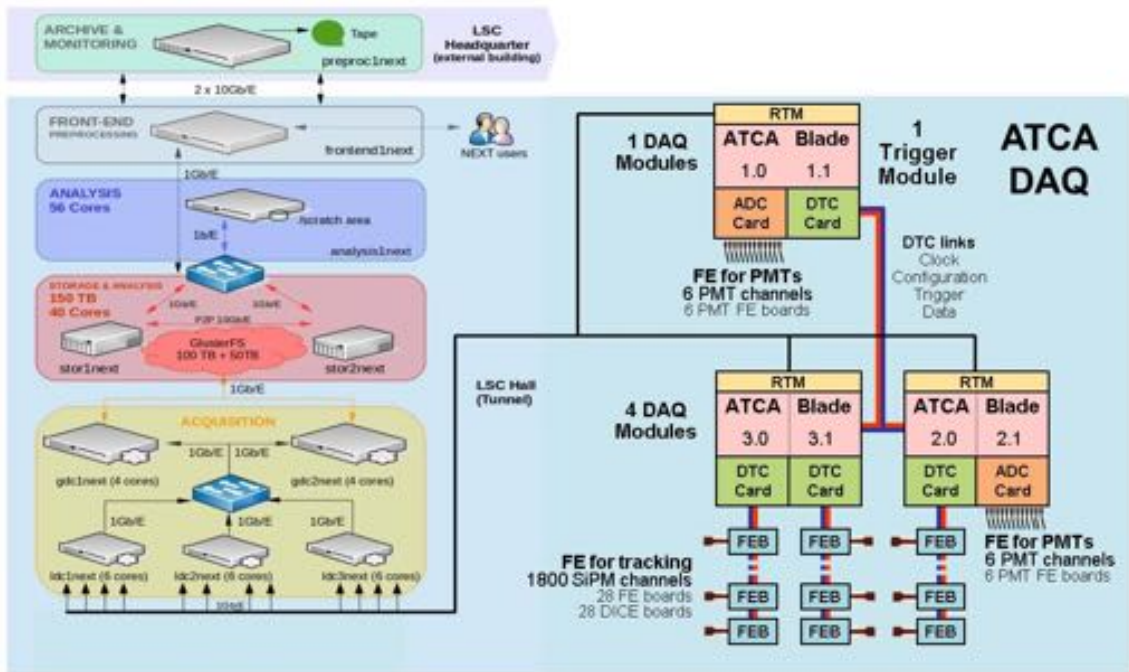 ARCHIVE &
MONITORING
Tape
preproc1next
LSC
Headquarter
(external building)
2 x 10Gb/E
FRONT-END
PREPROCESSING
frontend1next
NEXT users
1Gb/E
ANALYSIS
56 Cores
/scratch area
1b/E
analysis1next
STORAGE & ANALYSIS
150 TB
40 Cores
1Gb/E
1Gb/E
P2P 10Gb/E
GlusterFS
100 TB + 50TB
stor1next
stor2next
1Gb/E
ACQUISITION
1Gb/E
1Gb/E
gdc1next (4 cores)
gdc2next (4 cores)
1Gb/E
1Gb/E
1Gb/E
ldc1next (6 cores)
ldc2next (6 cores)
ldc3next (6 cores)
LSC Hall
(Tunnel)
ATCA
DAQ
1 DAQ
Modules
RTM
ATCA Blade
1.0 1.1
ADC
Card
DTC
Card
1
Trigger
Module
FE for PMTs
6 PMT channels
6 PMT FE boards
DTC links
Clock
Configuration
Trigger
Data
4 DAQ
Modules
RTM
ATCA Blade
3.0 3.1
DTC
Card
DTC
Card
RTM
ATCA Blade
2.0 2.1
DTC
Card
ADC
Card
FEB FEB FEB
FEB FEB FEB
FEB FEB FEB
FE for tracking
1800 SiPM channels
28 FE boards
28 DICE boards
FE for PMTs
6 PMT channels
6 PMT FE boards